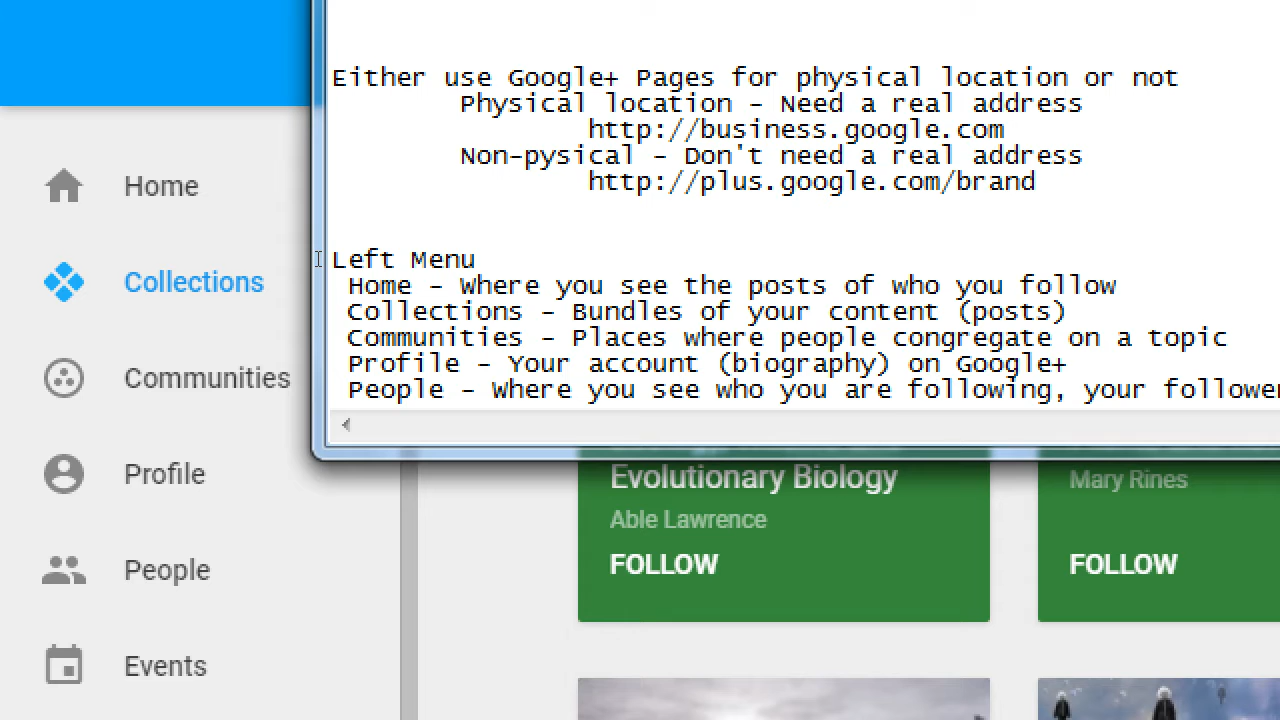 Either use Google+ Pages for physical location or not
Physical location - Need a real address
http://business.google.com
Non-pysical - Don't need a real address
http://plus.google.com/brand
Left Menu
Home - Where you see the posts of who you follow
Collections - Bundles of your content (posts)
Communities - Places where people congregate on a topic
Profile - Your account (biography) on Google+
People - Where you see who you are following, your
Home
Collections
Communities
Profile
People
Events
Evolutionary Biology
Able Lawrence
FOLLOW
Mary Rines
FOLLOW